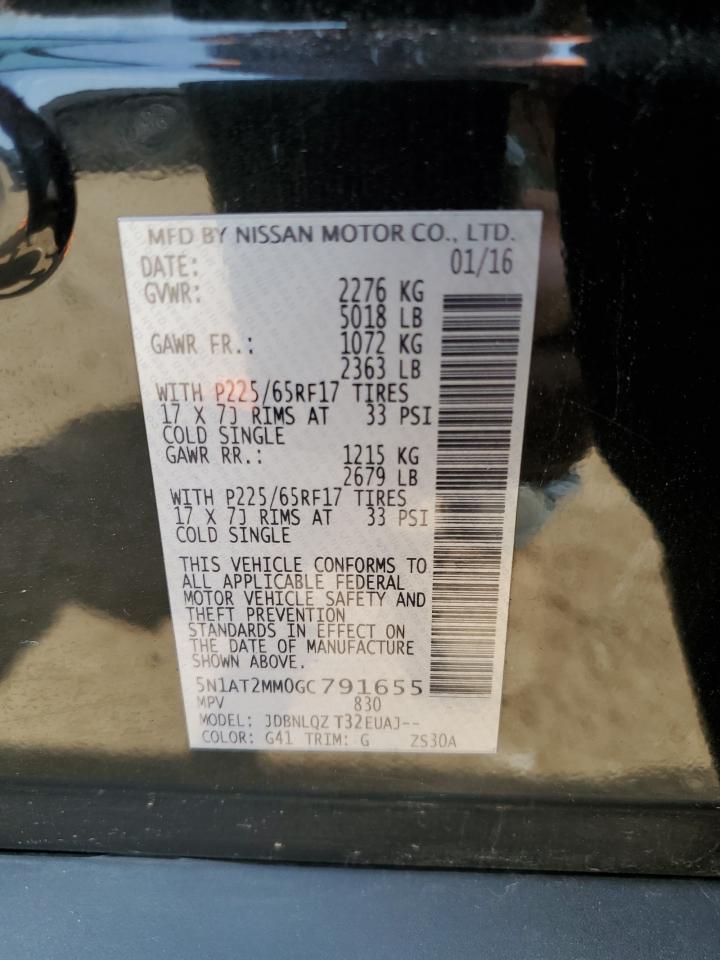 MFD BY NISSAN MOTOR CO., LTD.
DATE: 01/16
GVWR: 2276 KG
5018 LB
GAWR FR.: 1072 KG
2363 LB
WITH P225/65RF17 TIRES
17 X 7J RIMS AT 33 PSI
COLD SINGLE
GAWR RR.: 1215 KG
2679 LB
WITH P225/65RF17 TIRES
17 X 7J RIMS AT 33 PSI
COLD SINGLE
THIS VEHICLE CONFORMS TO
ALL APPLICABLE FEDERAL
MOTOR VEHICLE SAFETY AND
THEFT PREVENTION
STANDARDS IN EFFECT ON
THE DATE OF MANUFACTURE
SHOWN ABOVE.
5N1AT2MM0GC791655
MPV 830
MODEL: JDBNLQZ T32EUAJ--
COLOR: G41 TRIM: G ZS30A